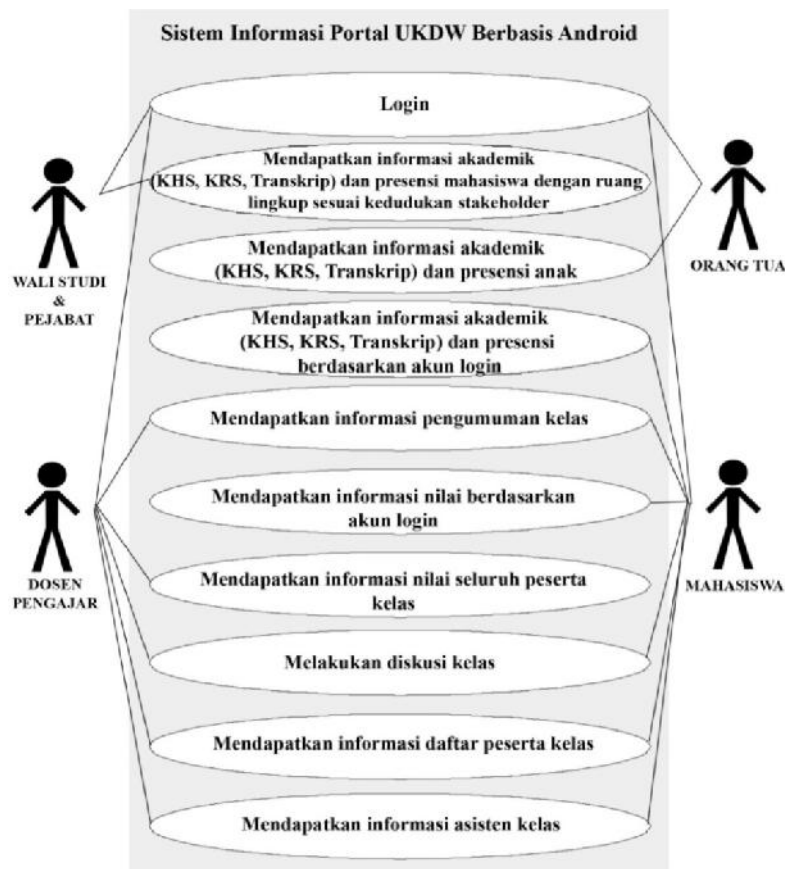 Sistem Informasi Portal UKDW Berbasis Android
Login
Mendapatkan informasi akademik
(KHS, KRS, Transkrip) dan presensi mahasiswa dengan ruang
lingkup sesuai kedudukan stakeholder
WALI STUDI
&
PEJABAT
ORANG TUA
Mendapatkan informasi akademik
(KHS, KRS, Transkrip) dan presensi anak
Mendapatkan informasi akademik
(KHS, KRS, Transkrip) dan presensi
berdasarkan akun login
Mendapatkan informasi pengumuman kelas
Mendapatkan informasi nilai berdasarkan
akun login
DOSEN
PENGAJAR
MAHASISWA
Mendapatkan informasi nilai seluruh peserta
kelas
Melakukan diskusi kelas
Mendapatkan informasi daftar peserta kelas
Mendapatkan informasi asisten kelas